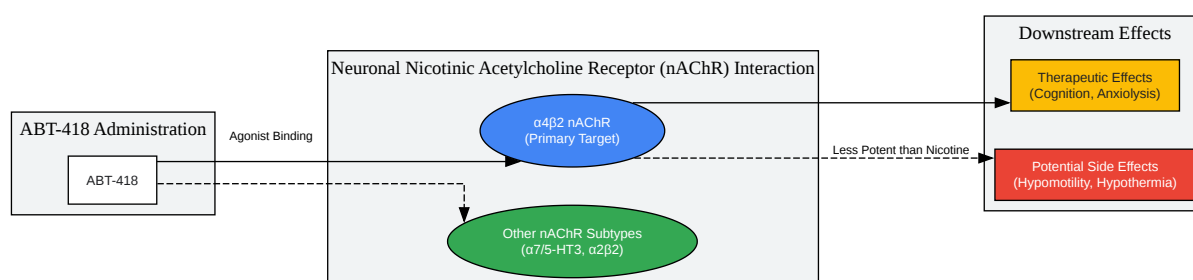 ABT-418 Administration
ABT-418
Agonist Binding
Neuronal Nicotinic Acetylcholine Receptor (nAChR) Interaction
α4β2 nAChR
(Primary Target)
Other nAChR Subtypes
(α7/5-HT3, α2β2)
Less Potent than Nicotine
Downstream Effects
Therapeutic Effects
(Cognition, Anxiolysis)
Potential Side Effects
(Hypomotility, Hypothermia)